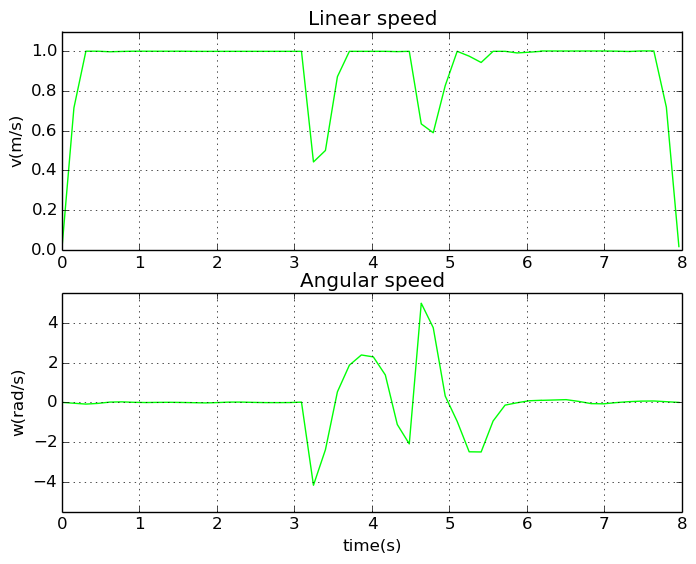 Linear speed
v(m/s)
1.0
0.8
0.6
0.4
0.2
0.0
0 1 2 3 4 5 6 7 8
Angular speed
w(rad/s)
4
2
0
−2
−4
0 1 2 3 4 5 6 7 8
time(s)